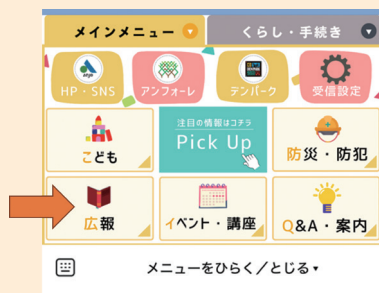 メインメニュー
くらし・手続き
HP・SNS
アンフォーレ
テンパーク
受信設定
こども
注目の情報はコチラ
Pick Up
防災・防犯
広報
イベント・講座
Q&A・案内
メニューをひらく／とじる▾